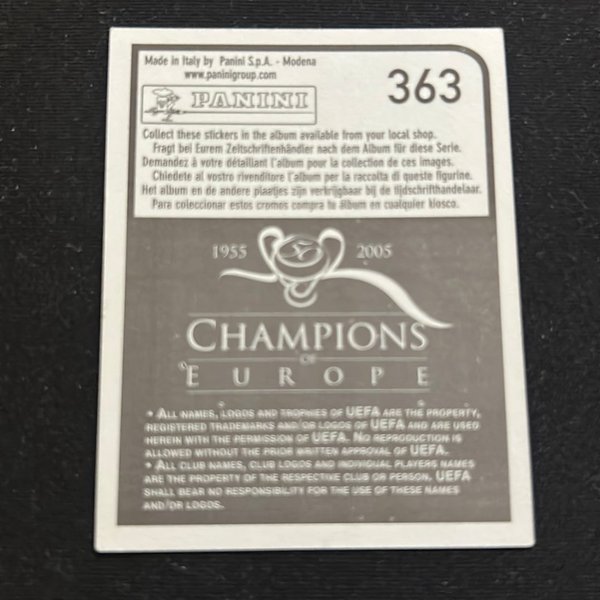 Made in Italy by Panini S.p.A. - Modena
www.paninigroup.com
363
PANINI
Collect these stickers in the album available from your local shop.
Fragt bei Eurem Zeitschriftenhändler nach dem Album für diese Serie.
Demandez à votre détaillant l'album pour la collection de ces images.
Chiedete al vostro rivenditore l'album per la raccolta di queste figurine.
Het album en de andere plaatjes zijn verkrijgbaar bij de tijdschrifthandelaar.
Para coleccionar estos cromos compra tu álbum en cualquier kiosco.
1955 50 2005
CHAMPIONS
OF
EUROPE
• ALL NAMES, LOGOS AND TROPHIES OF UEFA ARE THE PROPERTY,
REGISTERED TRADEMARKS AND/OR LOGOS OF UEFA AND ARE USED
HEREIN WITH THE PERMISSION OF UEFA. NO REPRODUCTION IS
ALLOWED WITHOUT THE PRIOR WRITTEN APPROVAL OF UEFA.
• ALL CLUB NAMES, CLUB LOGOS AND INDIVIDUAL PLAYERS NAMES
ARE THE PROPERTY OF THE RESPECTIVE CLUB OR PERSON. UEFA
SHALL BEAR NO RESPONSIBILITY FOR THE USE OF THESE NAMES
AND/OR LOGOS.